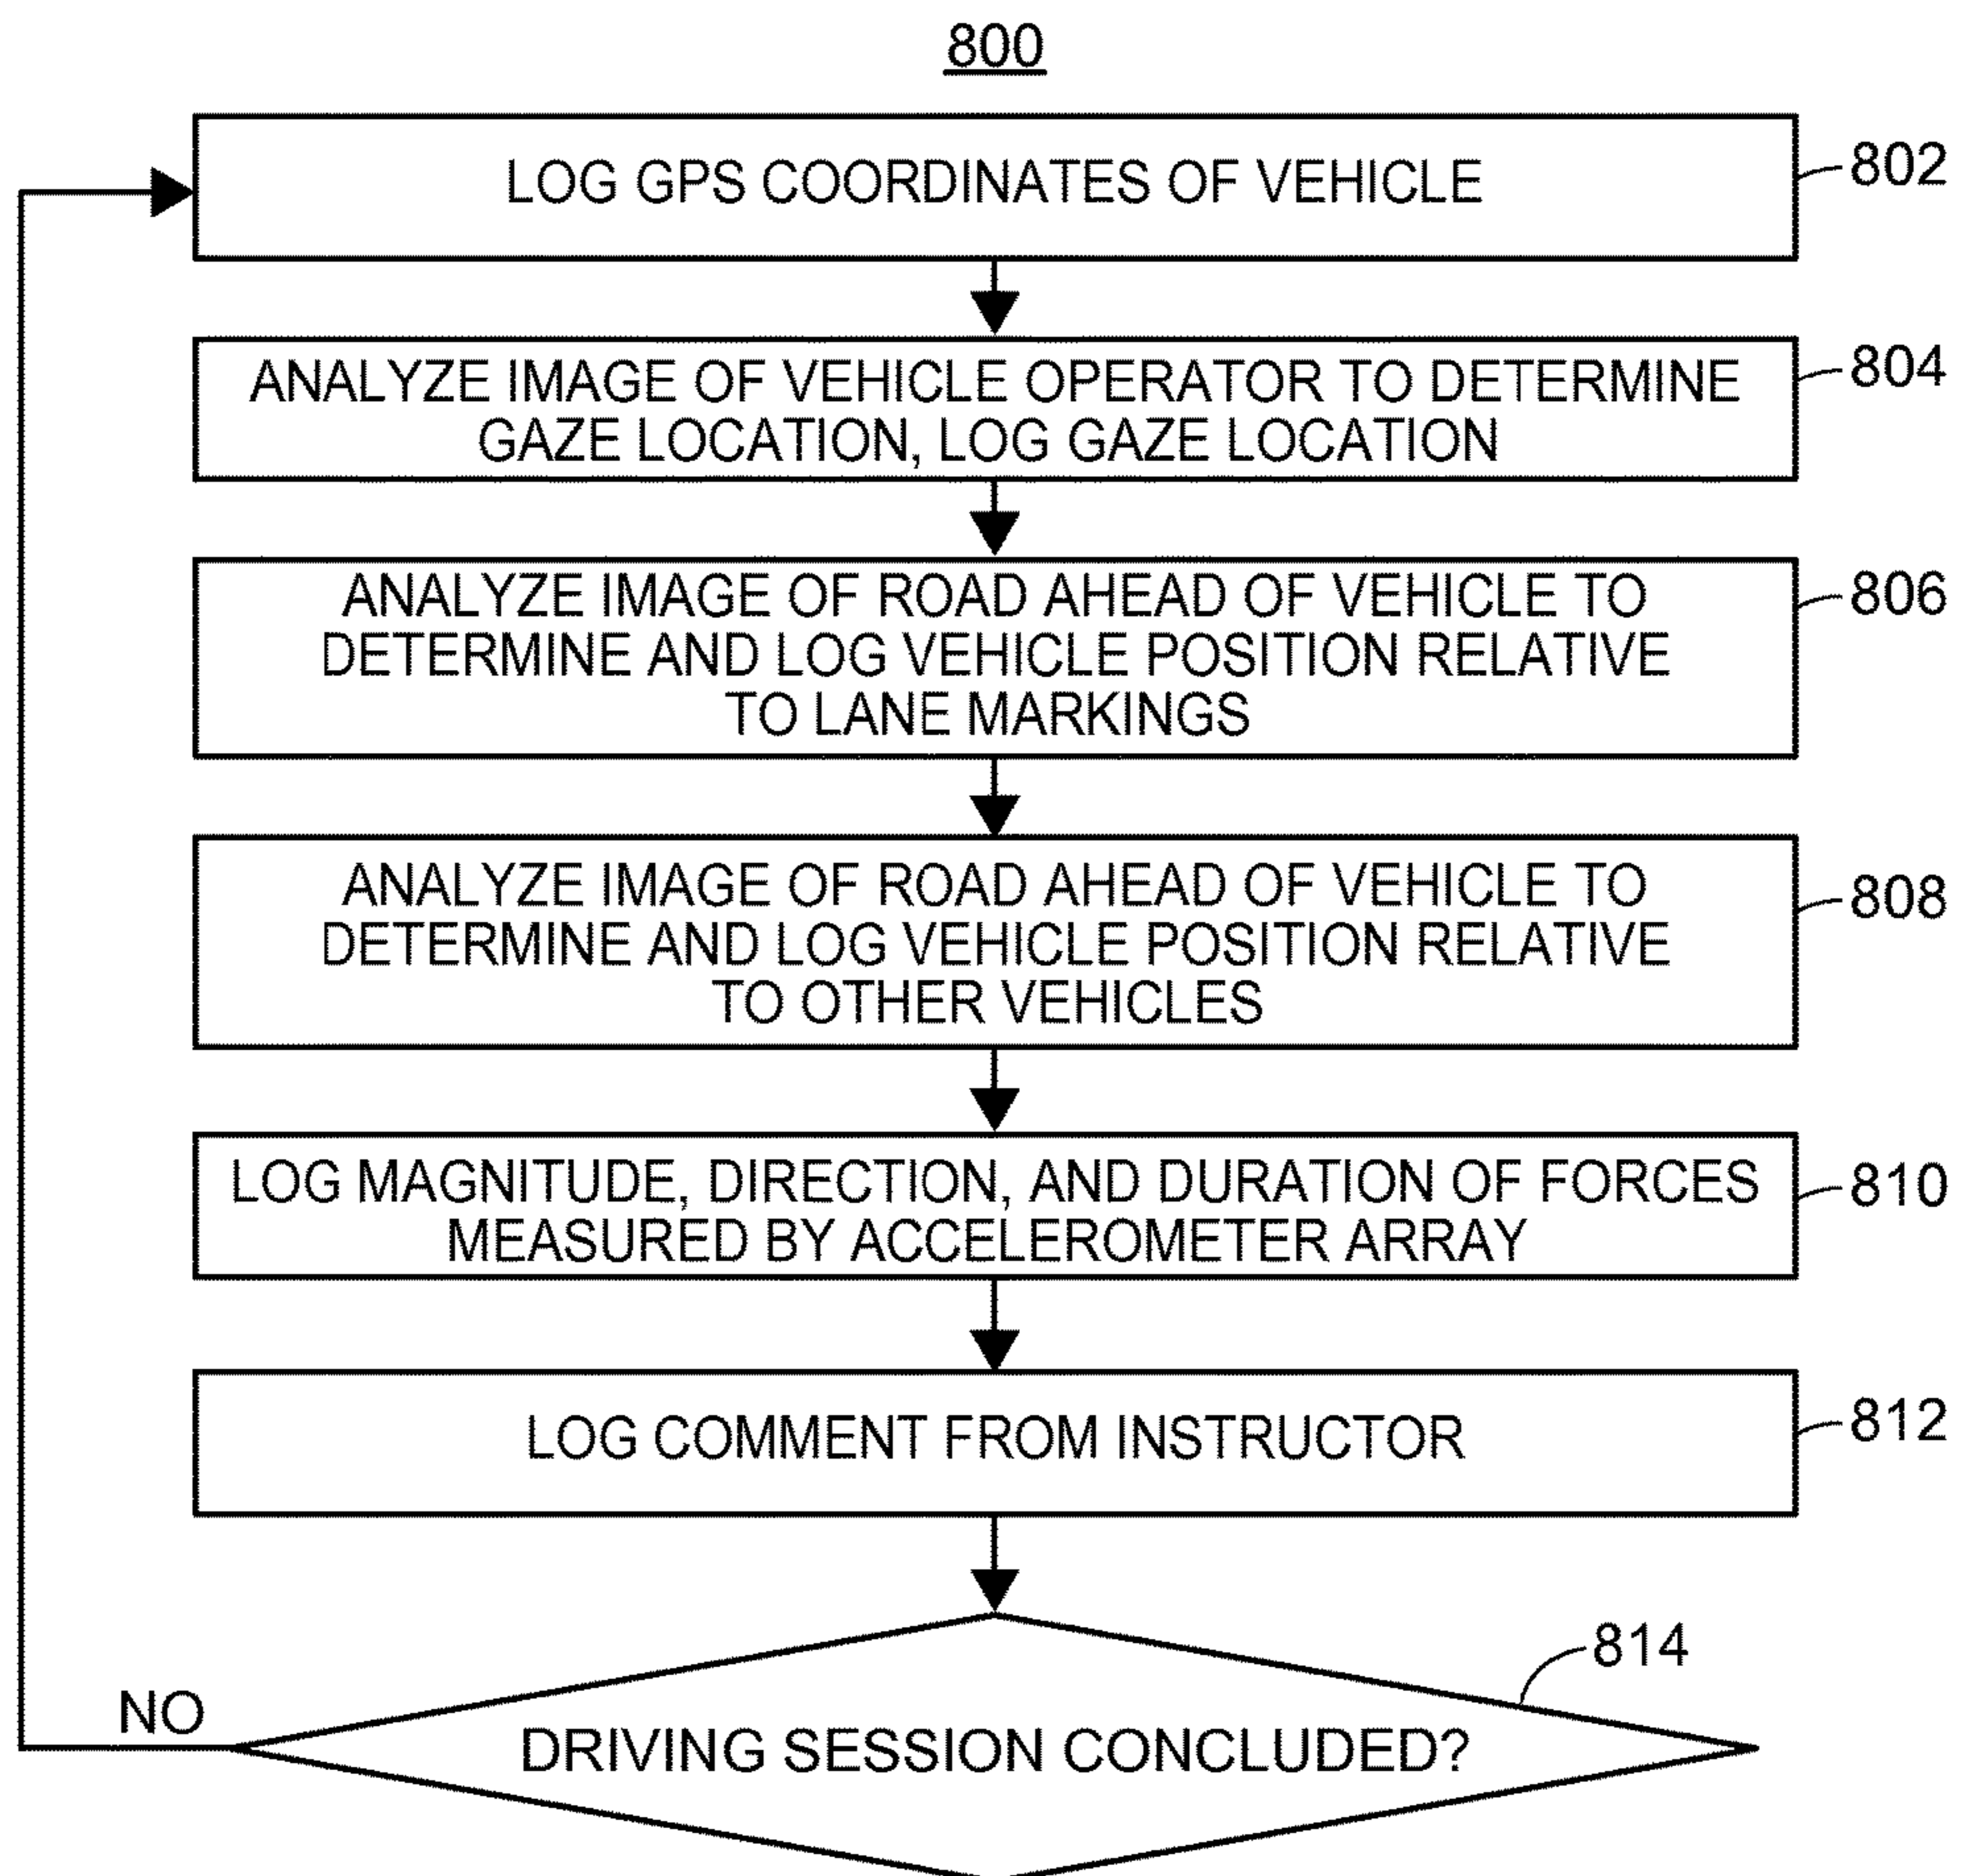 800
LOG GPS COORDINATES OF VEHICLE
802
ANALYZE IMAGE OF VEHICLE OPERATOR TO DETERMINE
GAZE LOCATION, LOG GAZE LOCATION
804
ANALYZE IMAGE OF ROAD AHEAD OF VEHICLE TO
DETERMINE AND LOG VEHICLE POSITION RELATIVE
TO LANE MARKINGS
806
ANALYZE IMAGE OF ROAD AHEAD OF VEHICLE TO
DETERMINE AND LOG VEHICLE POSITION RELATIVE
TO OTHER VEHICLES
808
LOG MAGNITUDE, DIRECTION, AND DURATION OF FORCES
MEASURED BY ACCELEROMETER ARRAY
810
LOG COMMENT FROM INSTRUCTOR
812
814
NO
DRIVING SESSION CONCLUDED?